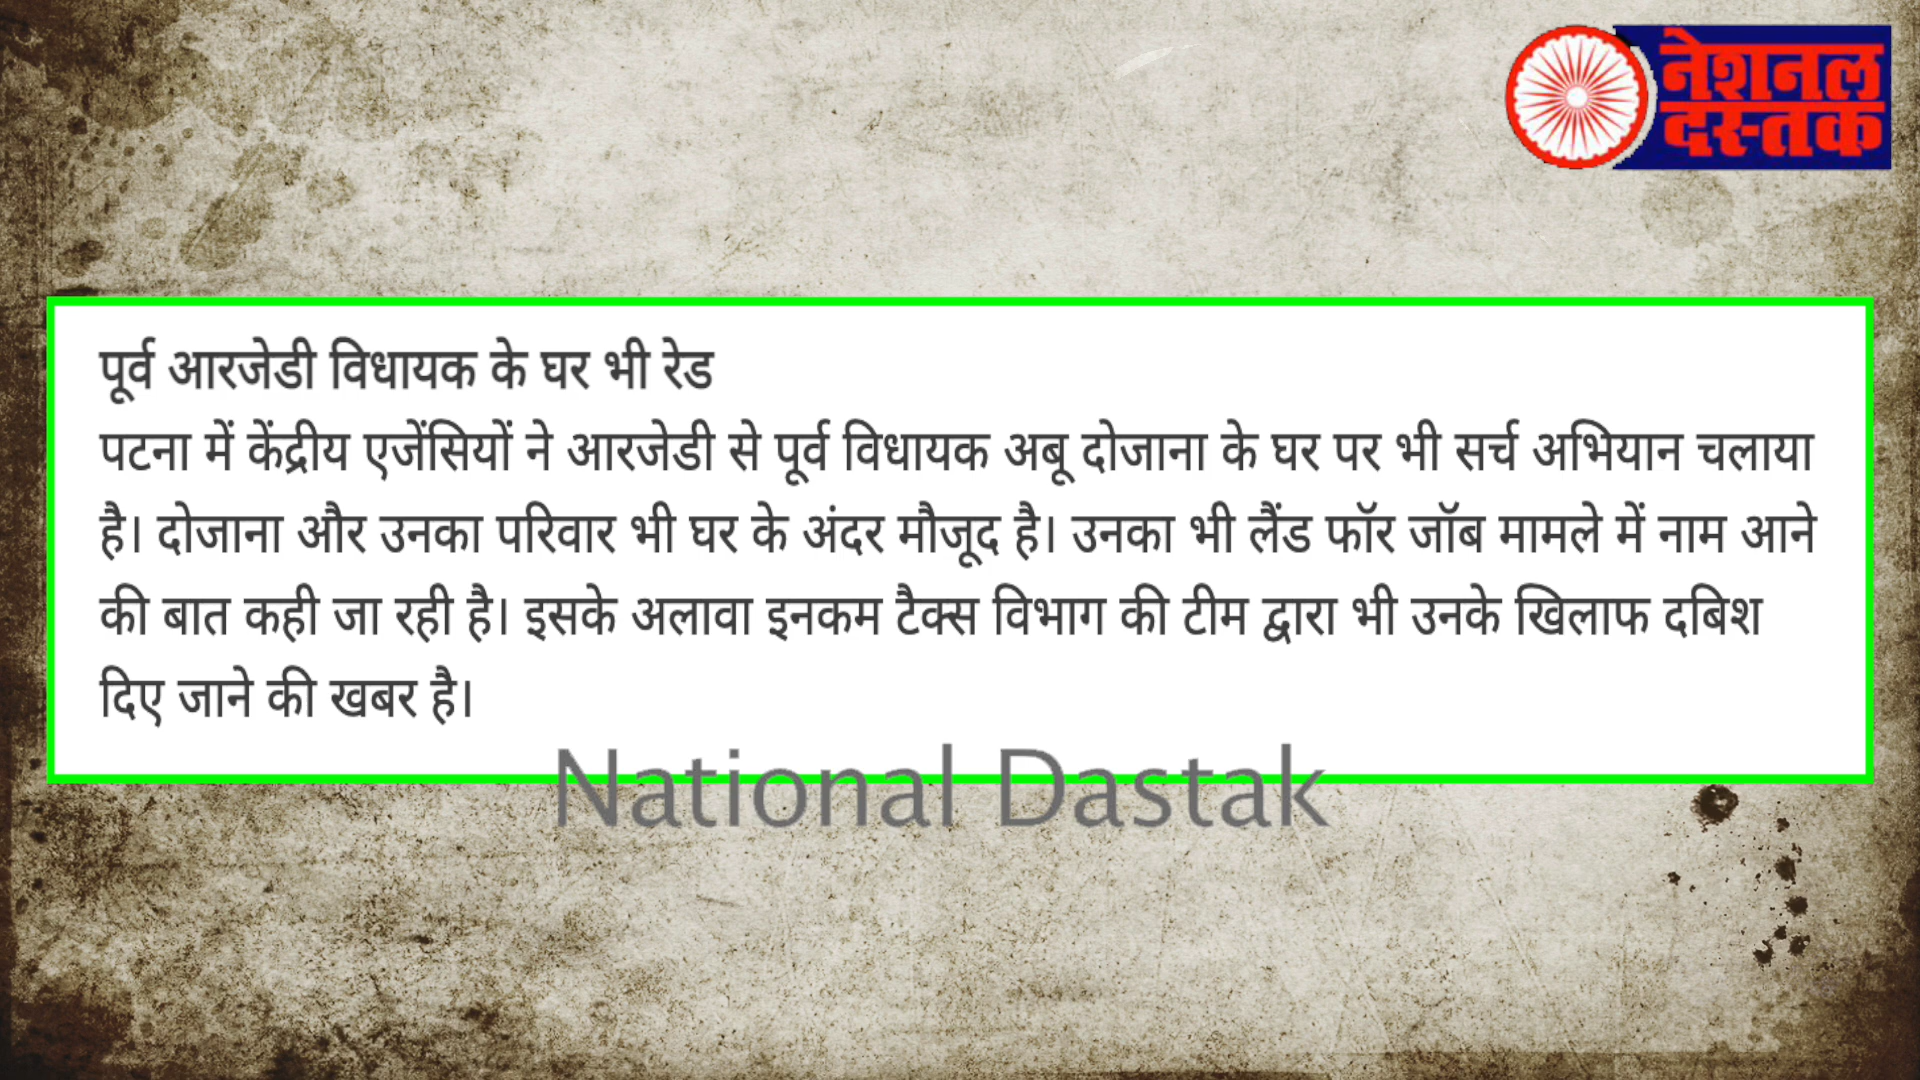 नेशनल
दस्तक
पूर्व आरजेडी विधायक के घर भी रेड
पटना में केंद्रीय एजेंसियों ने आरजेडी से पूर्व विधायक अबू दोजाना के घर पर भी सर्च अभियान चलाया
है। दोजाना और उनका परिवार भी घर के अंदर मौजूद है। उनका भी लैंड फॉर जॉब मामले में नाम आने
की बात कही जा रही है। इसके अलावा इनकम टैक्स विभाग की टीम द्वारा भी उनके खिलाफ दबिश
दिए जाने की खबर है।
National Dastak